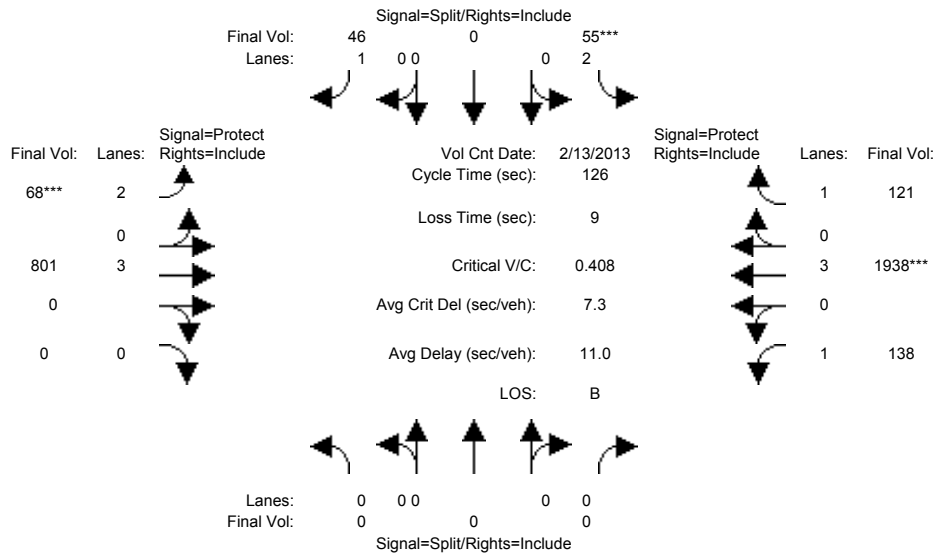 Signal=Split/Rights=Include
Final Vol: 46 0 55***
Lanes: 1 0 0 0 2
Signal=Protect Signal=Protect
Final Vol: Lanes: Rights=Include Vol Cnt Date: 2/13/2013 Rights=Include Lanes: Final Vol:
Cycle Time (sec): 126
68*** 2 1 121
Loss Time (sec): 9
0 0
801 3 Critical V/C: 0.408 3 1938***
0 Avg Crit Del (sec/veh): 7.3 0
0 0 Avg Delay (sec/veh): 11.0 1 138
LOS: B
Lanes: 0 0 0 0 0
Final Vol: 0 0 0
Signal=Split/Rights=Include